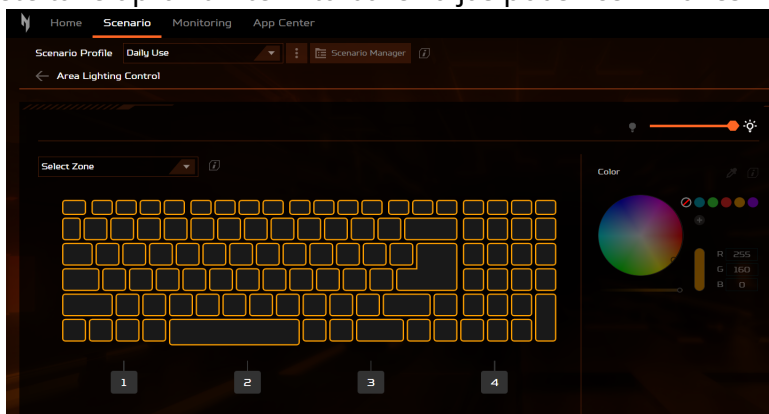 Home Scenario Monitoring App Center
Scenario Profile Daily Use Scenario Manager
Area Lighting Control
Select Zone
Color
R 255
G 160
B 0
1 2 3 4